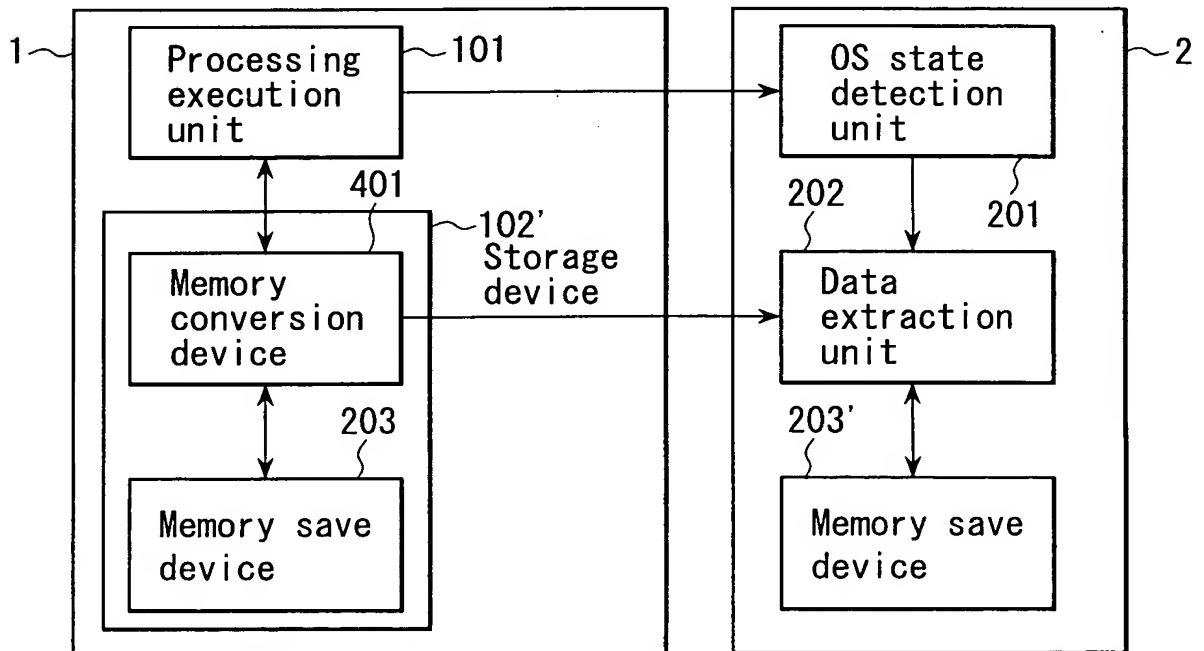 1
Processing
execution
unit
101
OS state
detection
unit
2
201
401
102'
Storage
device
202
Memory
conversion
device
Data
extraction
unit
203
203'
Memory save
device
Memory save
device